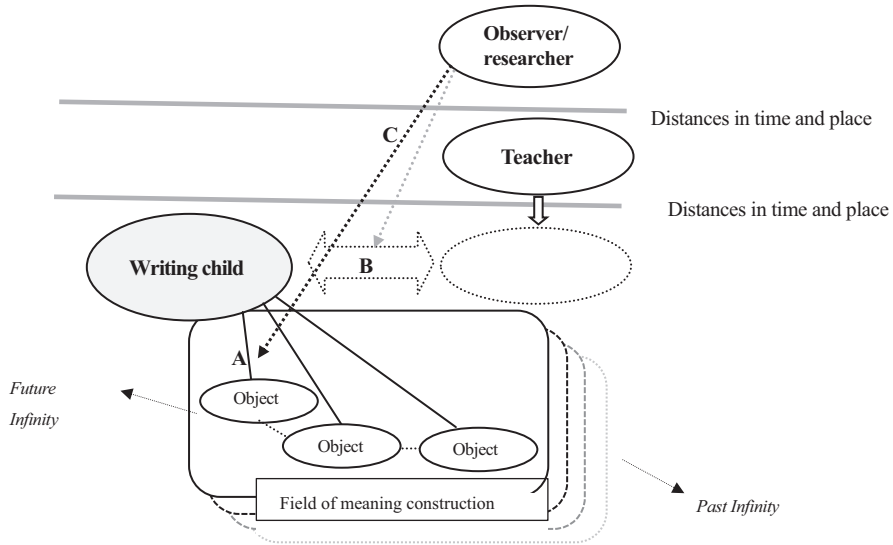 Observer/
researcher
Distances in time and place
C
Teacher
Distances in time and place
Writing child
B
A
Future
Infinity
Object
Object
Object
Field of meaning construction
Past Infinity